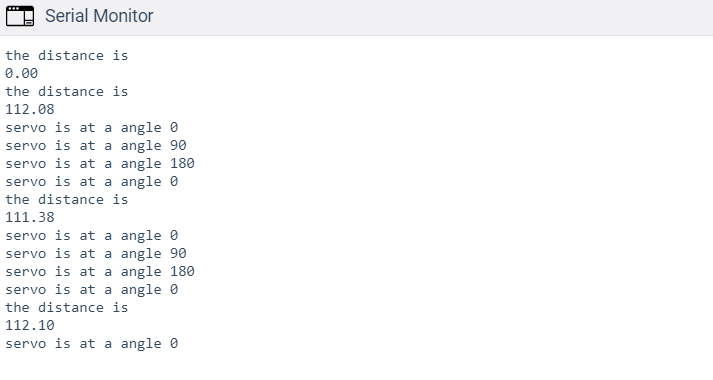 Serial Monitor
the distance is
0.00
the distance is
112.08
servo is at a angle 0
servo is at a angle 90
servo is at a angle 180
servo is at a angle 0
the distance is
111.38
servo is at a angle 0
servo is at a angle 90
servo is at a angle 180
servo is at a angle 0
the distance is
112.10
servo is at a angle 0